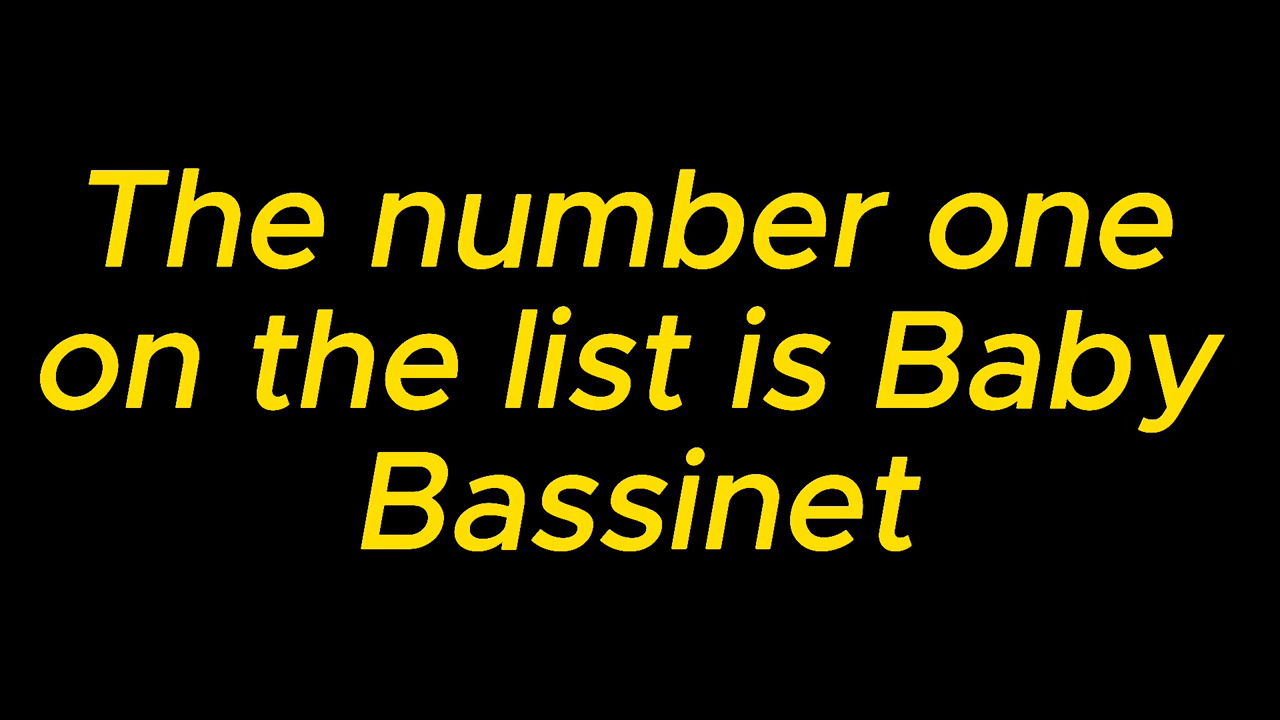 The number one
on the list is Baby
Bassinet